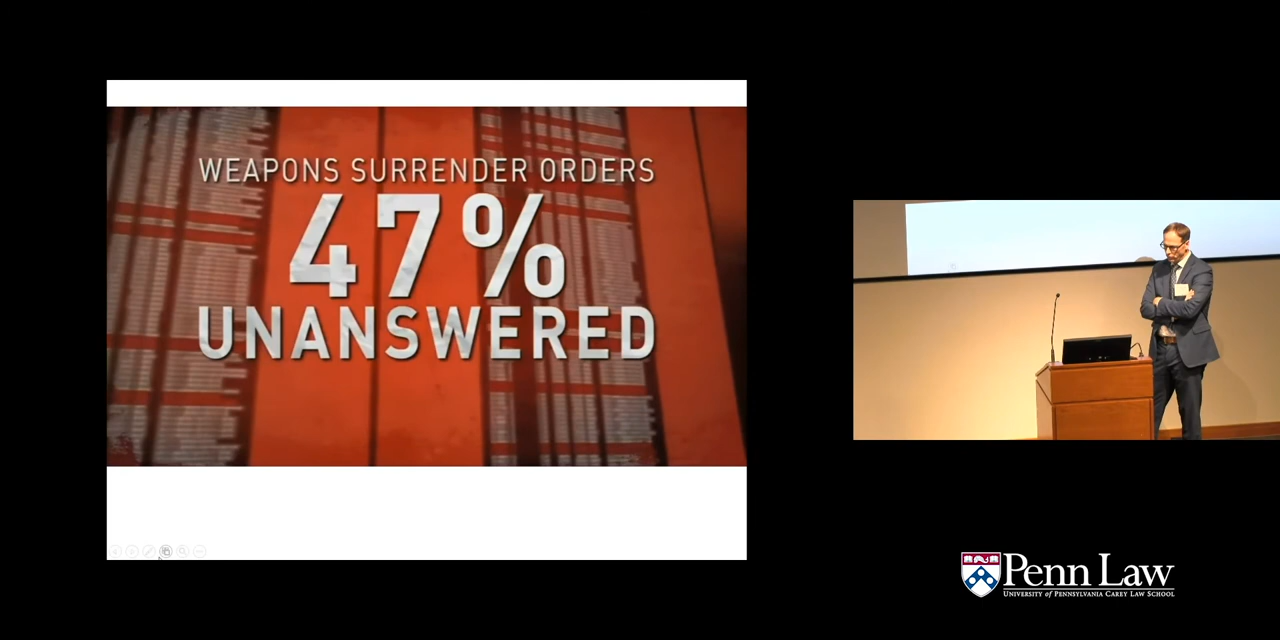 WEAPONS SURRENDER ORDERS
47%
UNANSWERED
Penn Law
UNIVERSITY of PENNSYLVANIA CAREY LAW SCHOOL